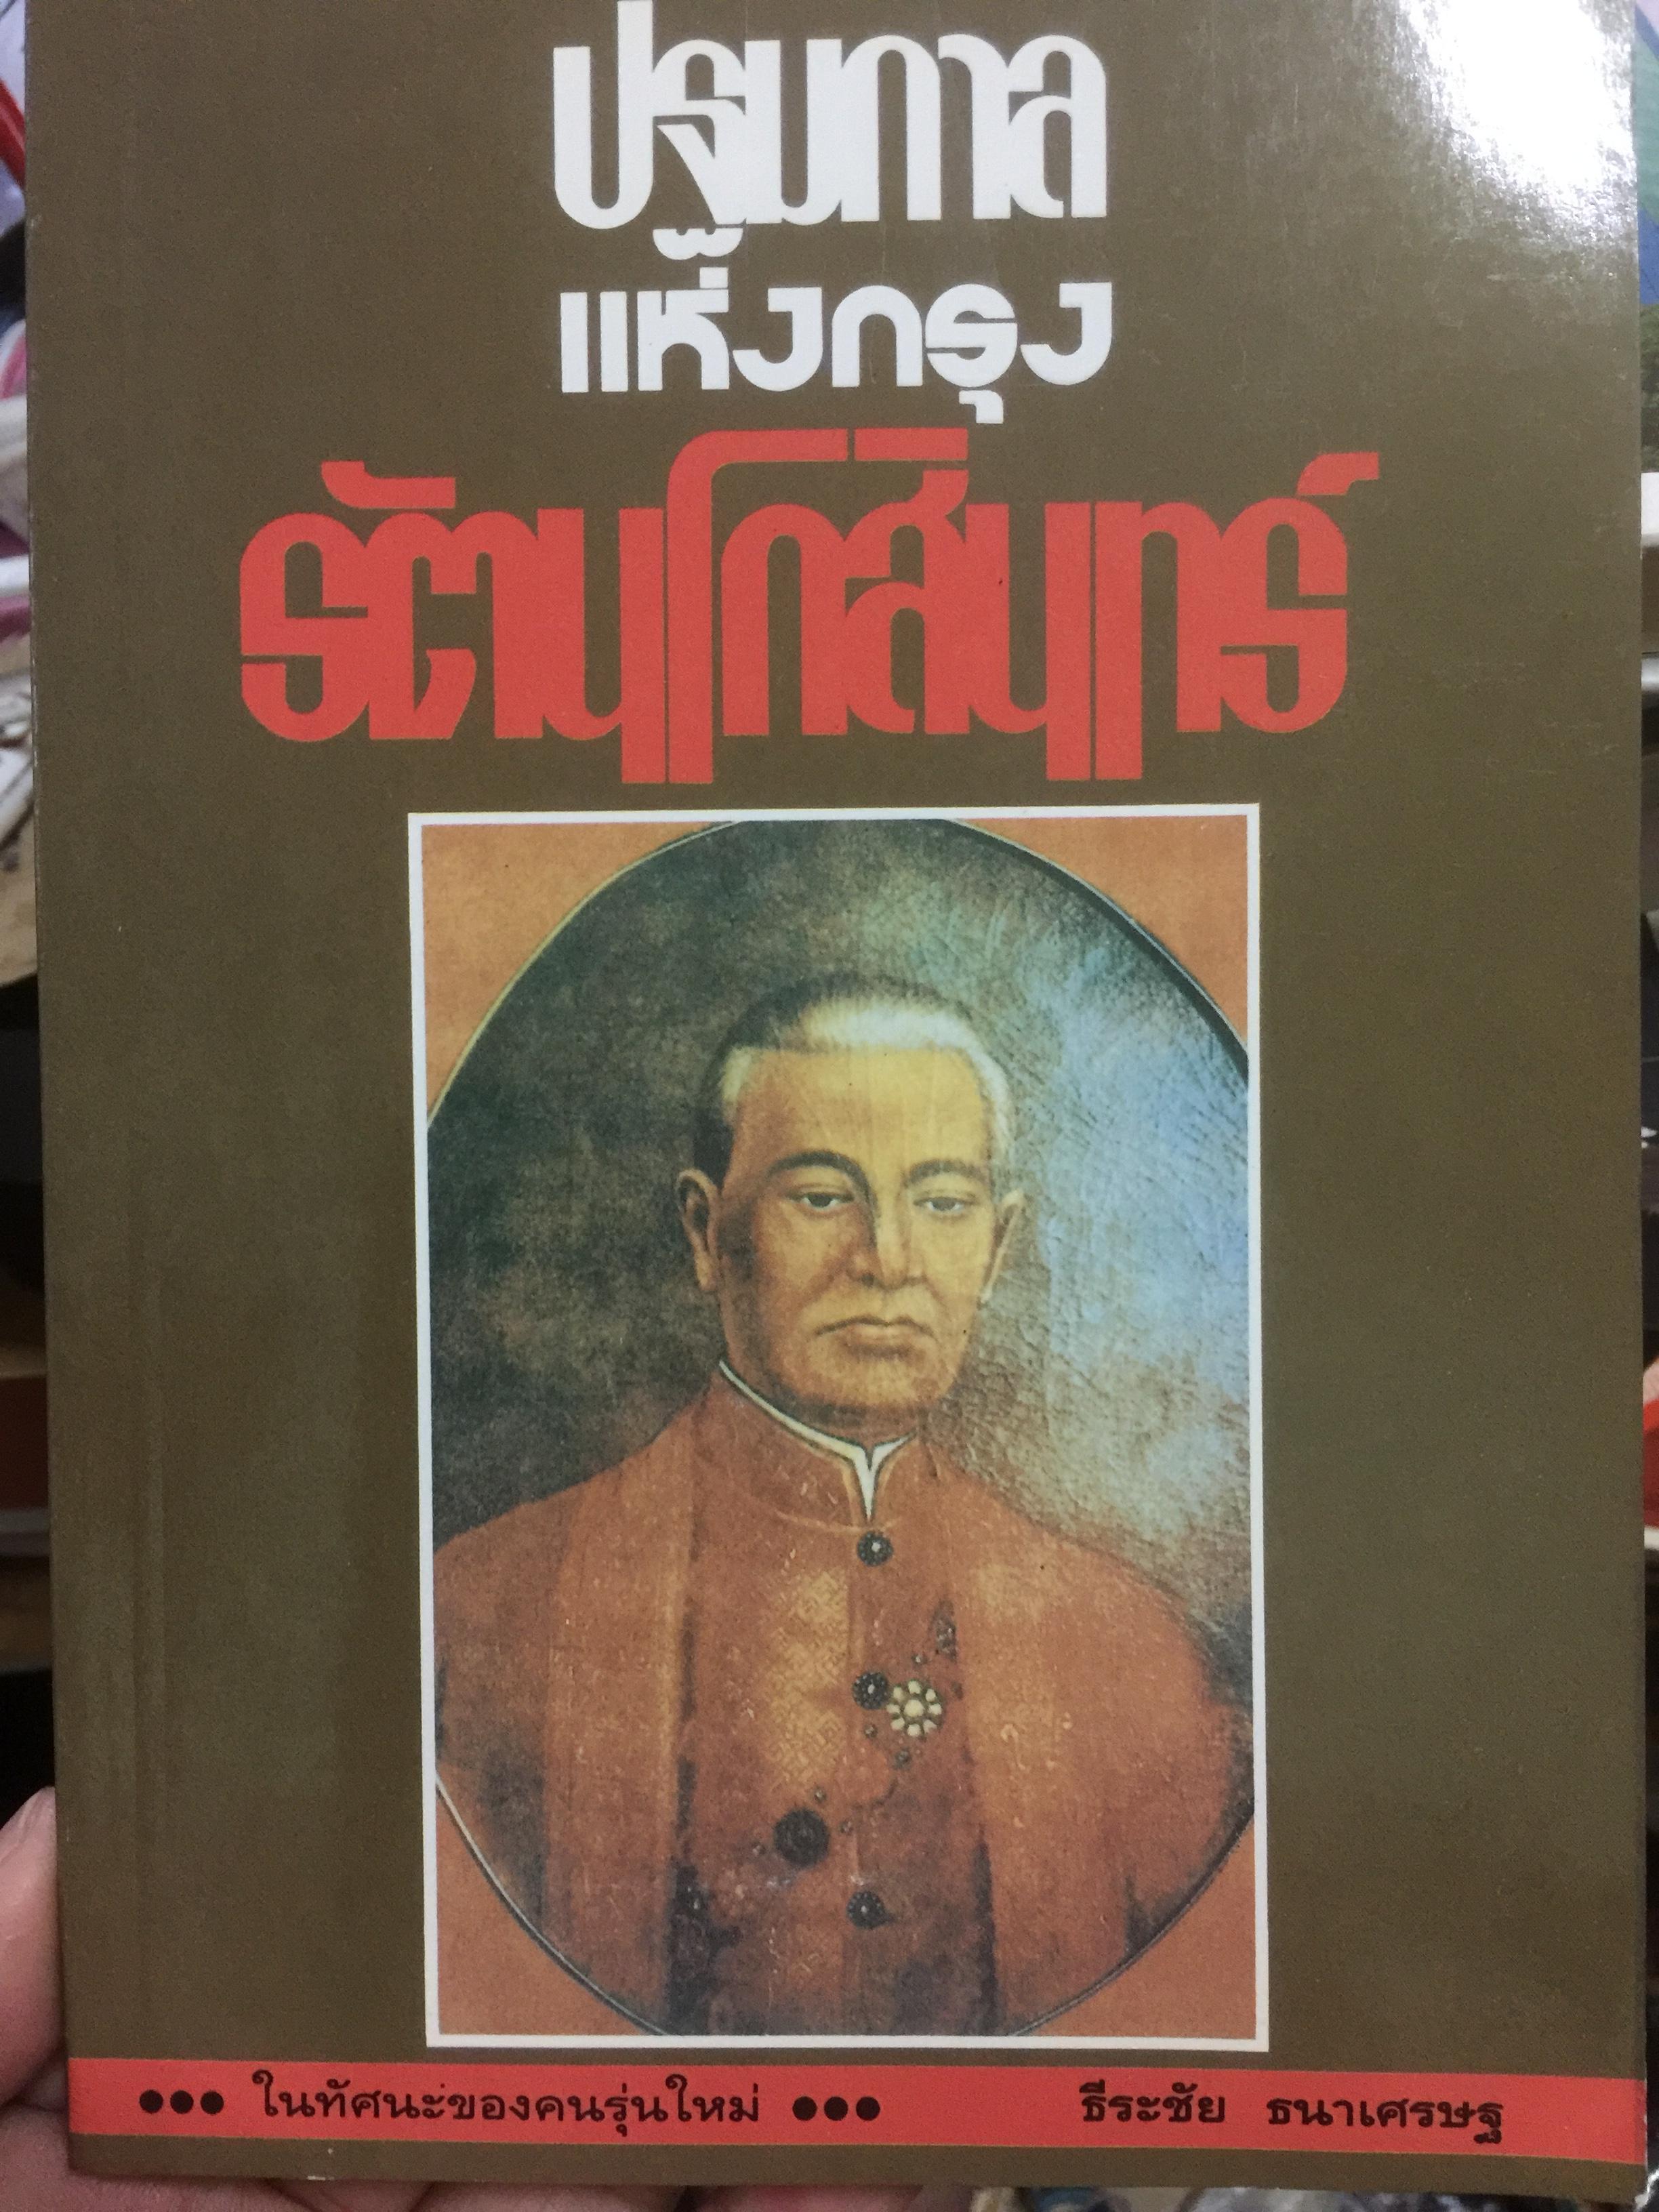 ปฐมกาล
แห่งกรุง
รัตนโกสินทร์
••• ในทัศนะของคนรุ่นใหม่ ••• ธีระชัย ธนาเศรษฐ